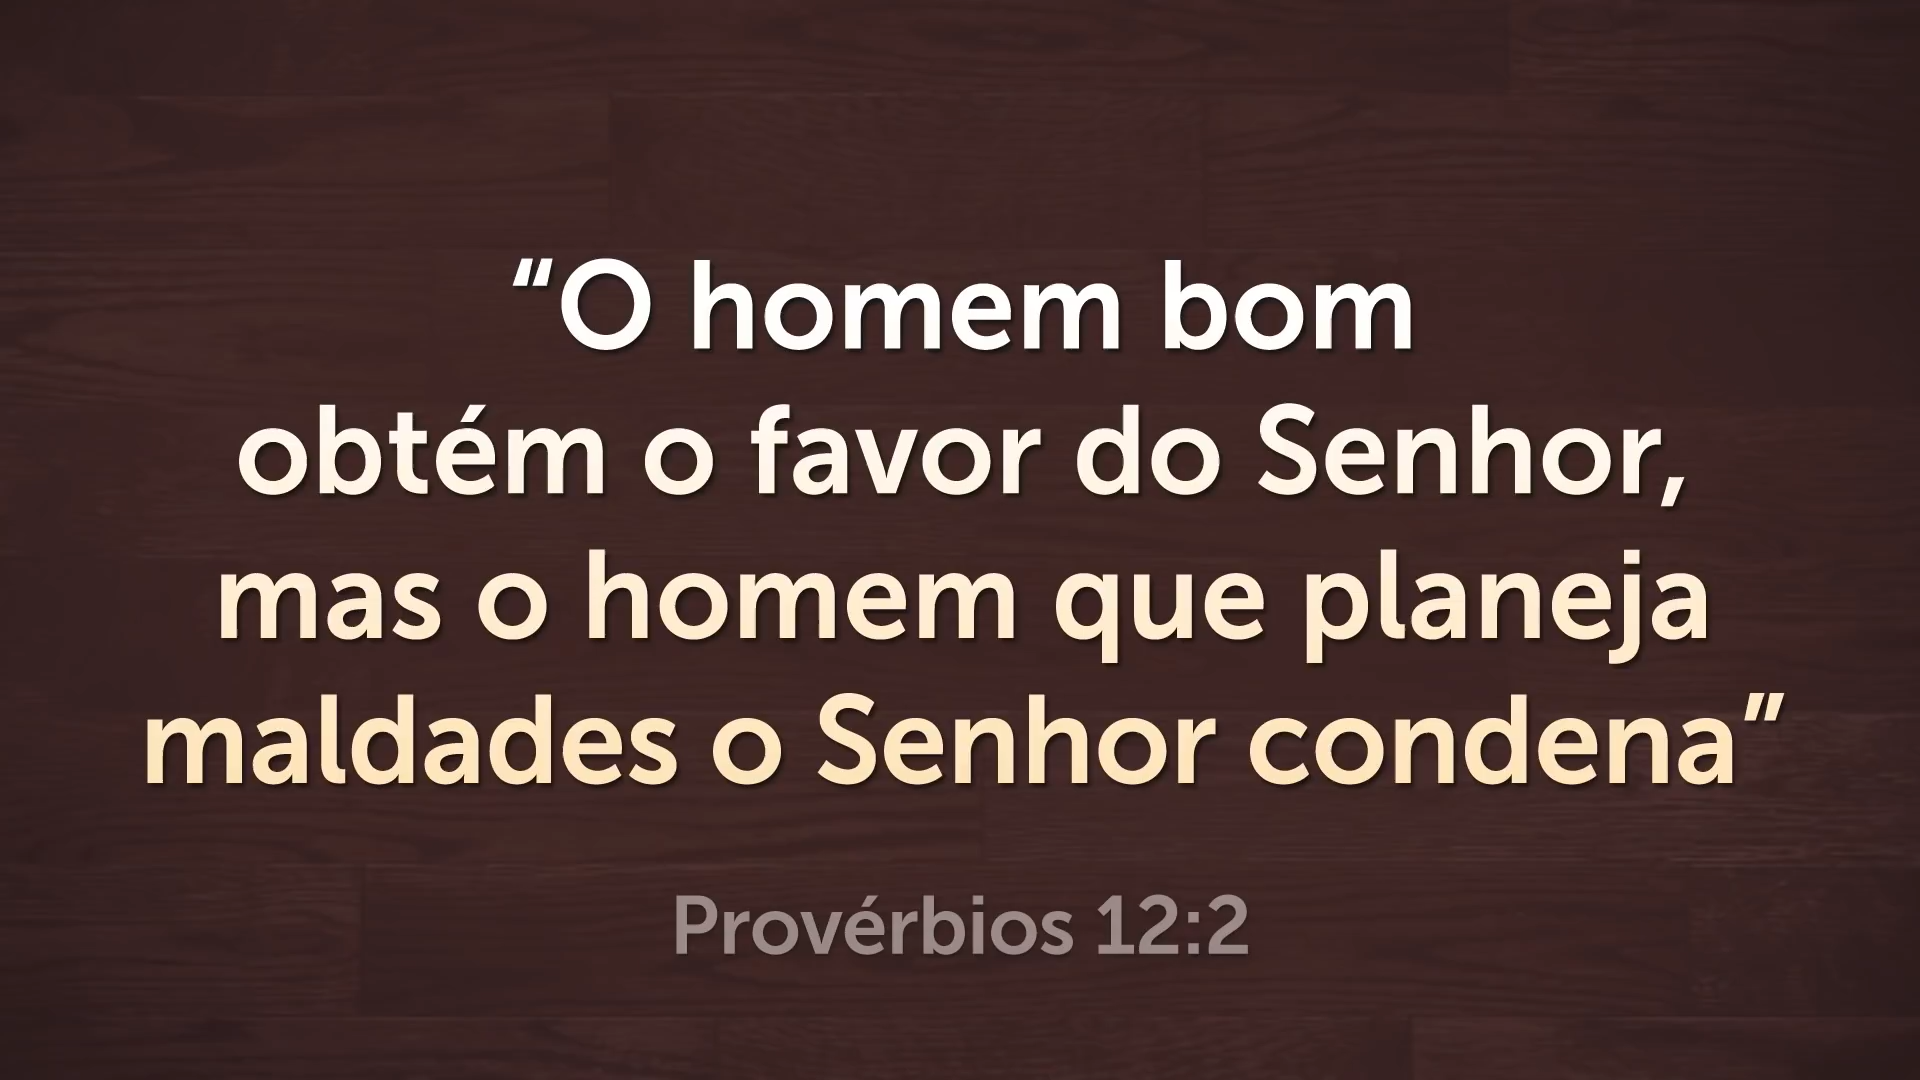 “O homem bom
obtém o favor do Senhor,
mas o homem que planeja
maldades o Senhor condena”
Provérbios 12:2